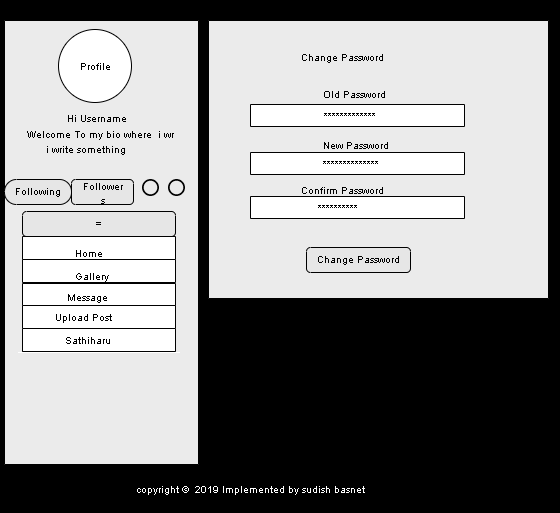 Profile
Hi Username
Welcome To my bio where i wr
i write something
Following
Follower
s
=
Home
Gallery
Message
Upload Post
Sathiharu
Change Password
Old Password
*************
New Password
**************
Confirm Password
**********
Change Password
copyright © 2019 Implemented by sudish basnet